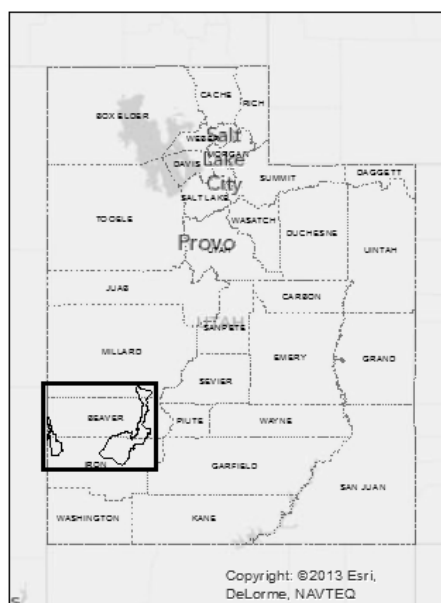 CACHE
RICH
BOX ELDER
WEBER
Salt
Lake
City
DAVIS
SUMMIT
DAGGETT
SALT LAKE
TOOELE
WASATCH
DUCHESNE
UINTAH
Provo
UTAH
JUAB
CARBON
UTAH
SANPETE
MILLARD
EMERY
GRAND
SEVIER
BEAVER
PIUTE
WAYNE
IRON
GARFIELD
SAN JUAN
WASHINGTON
KANE
Copyright: ©2013 Esri,
DeLorme, NAVTEQ